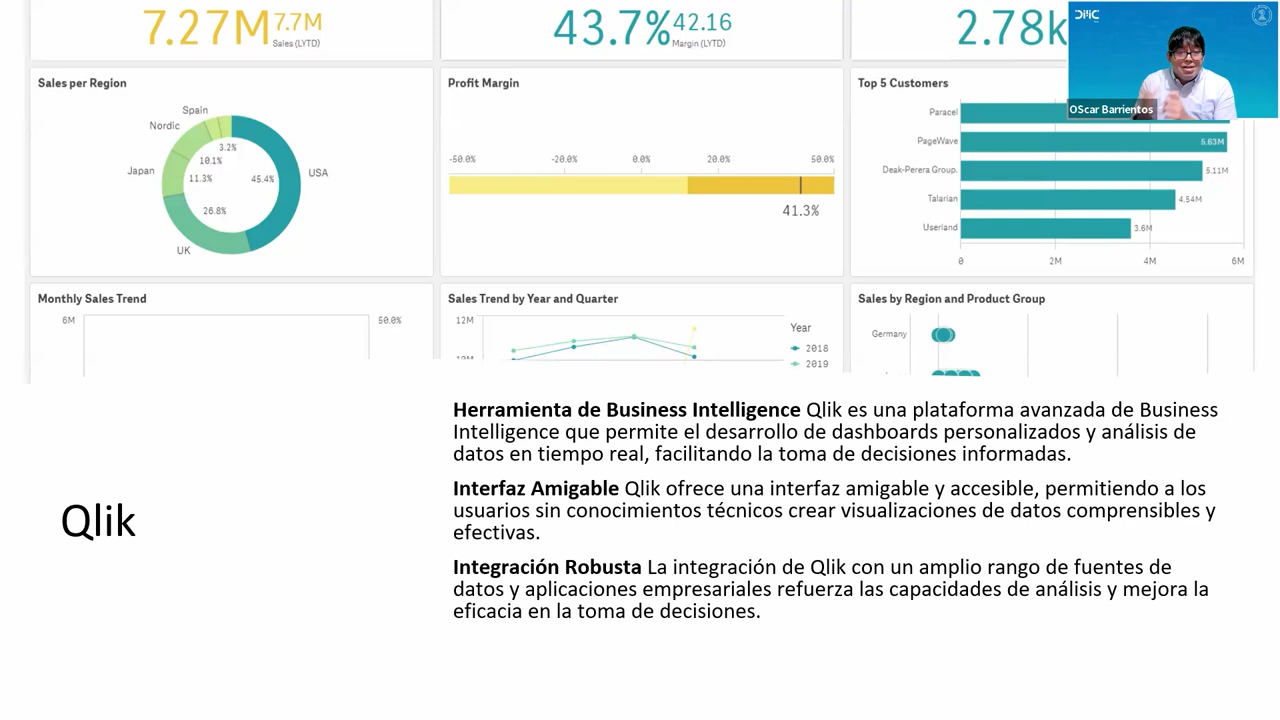 7.27M 7.7M
Sales (LYTD)
43.7% 42.16
Margin (LYTD)
2.78k
OScar Barrientos
Sales per Region
Spain
Nordic
Japan
UK
USA
3.2%
10.1%
11.3%
26.8%
45.4%
Profit Margin
-50.0% -20.0% 0.0% 20.0% 50.0%
41.3%
Top 5 Customers
Paracel
PageWave 5.63M
Deak-Perera Group. 5.11M
Talarian 4.54M
Userland 3.6M
0 2M 4M 6M
Monthly Sales Trend
6M 50.0%
Sales Trend by Year and Quarter
12M
Year
2018
2019
Sales by Region and Product Group
Germany
Qlik
Herramienta de Business Intelligence Qlik es una plataforma avanzada de Business
Intelligence que permite el desarrollo de dashboards personalizados y análisis de
datos en tiempo real, facilitando la toma de decisiones informadas.
Interfaz Amigable Qlik ofrece una interfaz amigable y accesible, permitiendo a los
usuarios sin conocimientos técnicos crear visualizaciones de datos comprensibles y
efectivas.
Integración Robusta La integración de Qlik con un amplio rango de fuentes de
datos y aplicaciones empresariales refuerza las capacidades de análisis y mejora la
eficacia en la toma de decisiones.